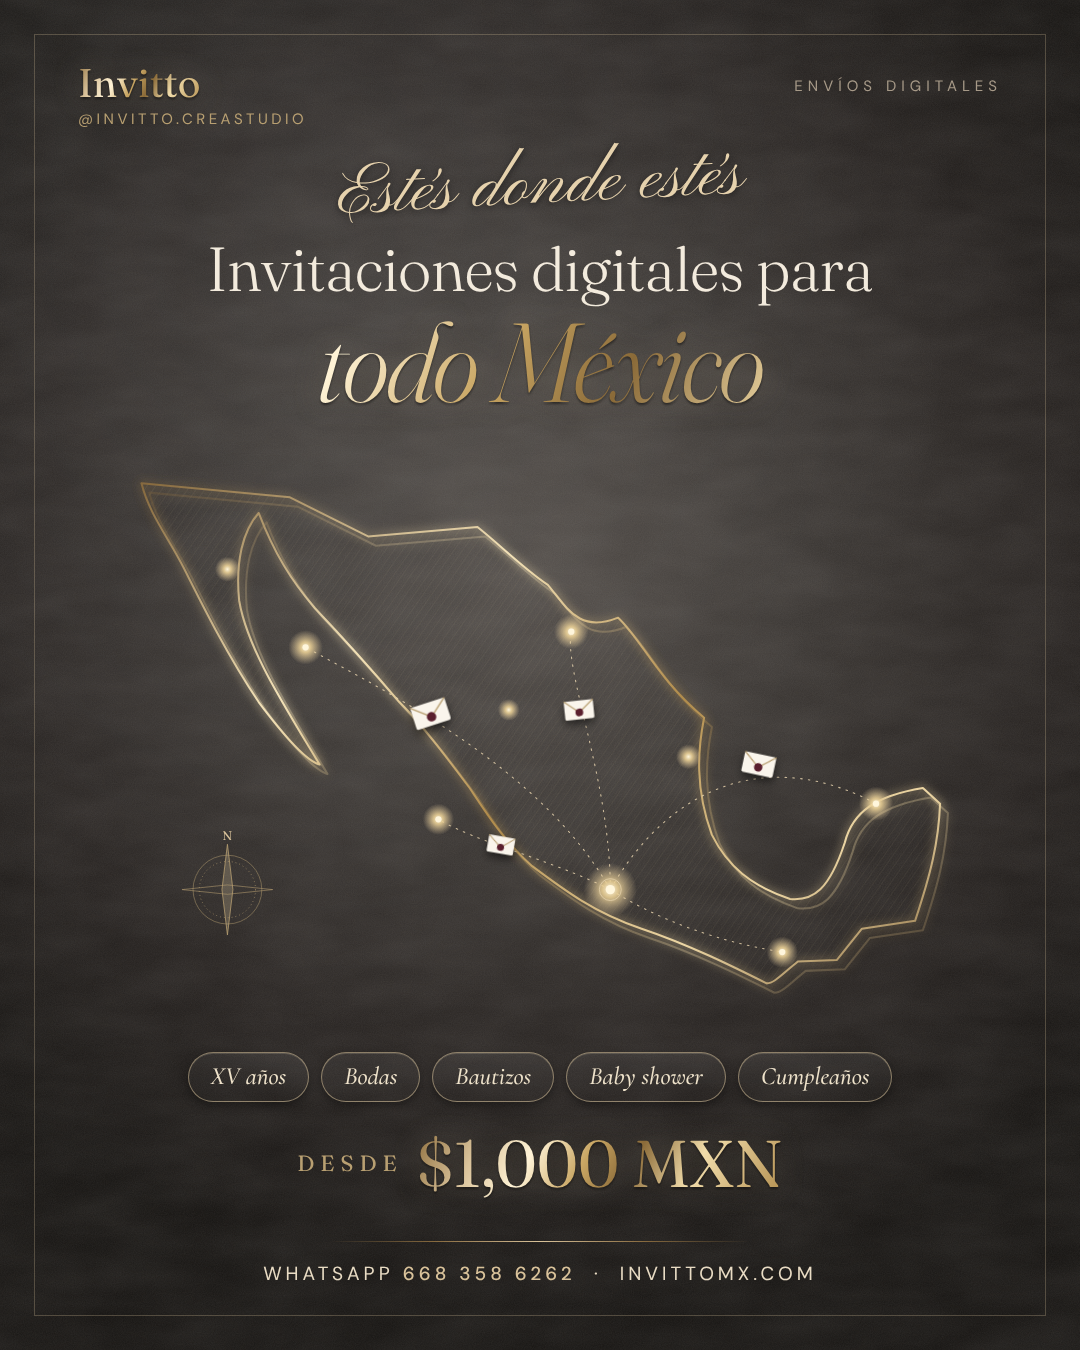 Invitto
@INVITTO.CREASTUDIO
ENVÍOS DIGITALES
Estés donde estés
Invitaciones digitales para
todo México
N
XV años
Bodas
Bautizos
Baby shower
Cumpleaños
DESDE $1,000 MXN
WHATSAPP 668 358 6262 · INVITTOMX.COM